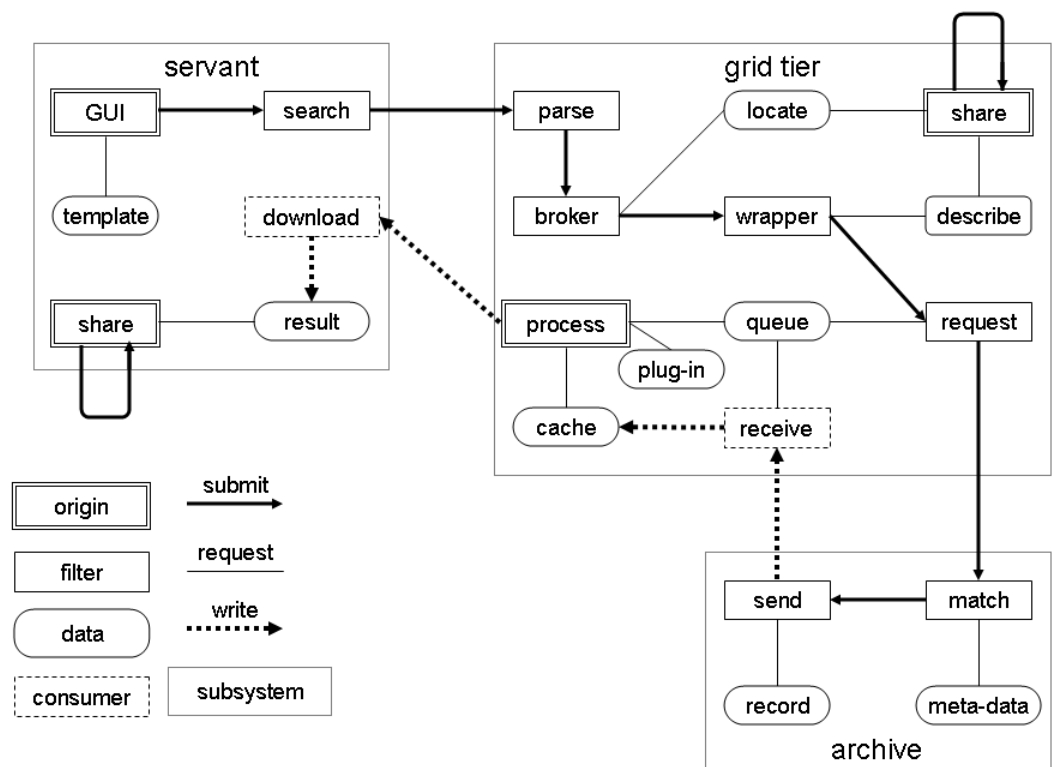 servant
grid tier
GUI
search
parse
locate
share
template
download
broker
wrapper
describe
share
result
process
queue
request
plug-in
cache
receive
origin
submit
filter
request
data
write
consumer
subsystem
send
match
record
meta-data
archive